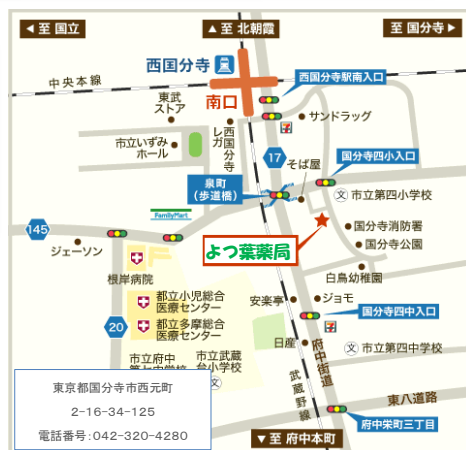 ◀ 至 国立
▲ 至 北朝霞
至 国分寺 ▶
西国分寺
中央本線
西国分寺駅南入口
南口
東武
ストア
サンドラッグ
西国分寺
レガ
市立いずみ
ホール
17
そば屋
国分寺四小入口
泉町
(歩道橋)
文 市立第四小学校
FamilyMart
145
国分寺消防署
ジェーソン
よつ葉薬局
国分寺公園
根岸病院
白鳥幼稚園
都立小児総合
医療センター
安楽亭
ジョモ
国分寺四中入口
20
都立多摩総合
医療センター
日産
府中街道
文 市立第四中学校
市立府中
市立武蔵
台小学校
文
武蔵野線
東八道路
府中栄町三丁目
▼ 至 府中本町
東京都国分寺市西元町
2-16-34-125
電話番号:042-320-4280